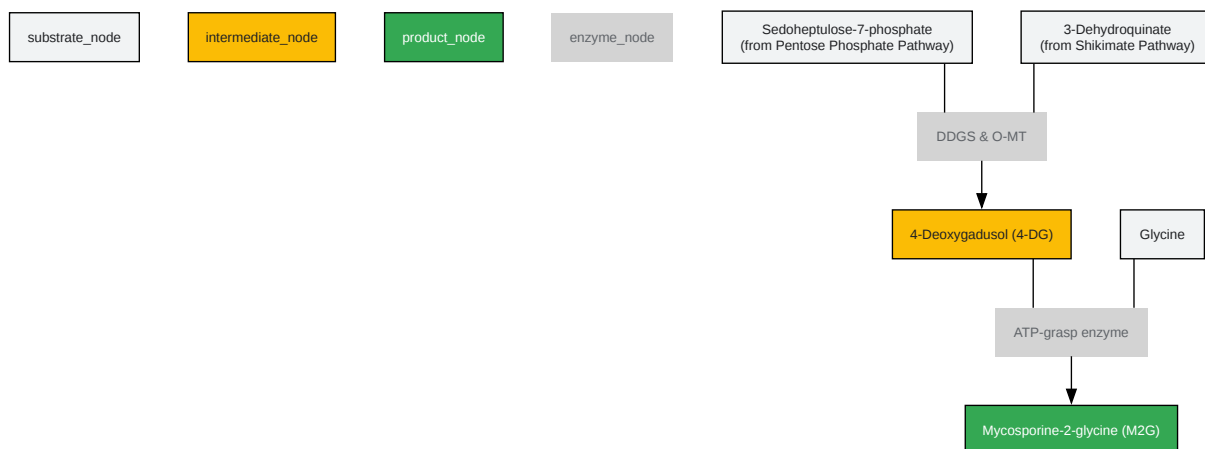 substrate_node
intermediate_node
product_node
enzyme_node
Sedoheptulose-7-phosphate
(from Pentose Phosphate Pathway)
3-Dehydroquinate
(from Shikimate Pathway)
DDGS & O-MT
4-Deoxygadusol (4-DG)
Glycine
ATP-grasp enzyme
Mycosporine-2-glycine (M2G)